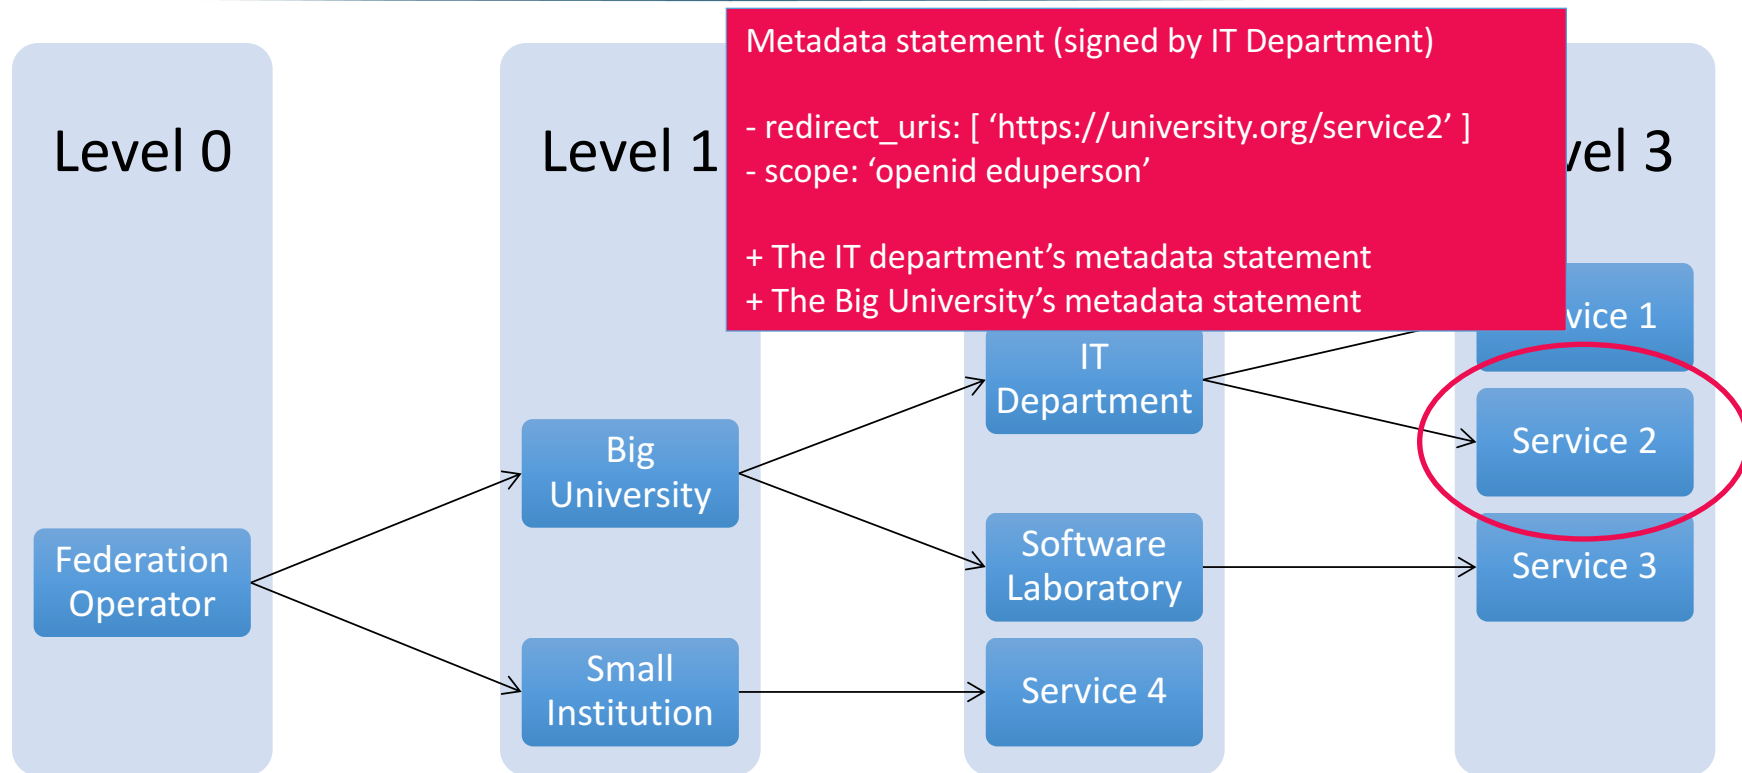 Metadata statement (signed by IT Department)
- redirect_uris: [ ‘https://university.org/service2’ ]
- scope: ‘openid eduperson’
+ The IT department’s metadata statement
+ The Big University’s metadata statement
Level 0
Level 1
vel 3
vice 1
IT
Department
Service 2
Big
University
Software
Laboratory
Service 3
Federation
Operator
Small
Institution
Service 4